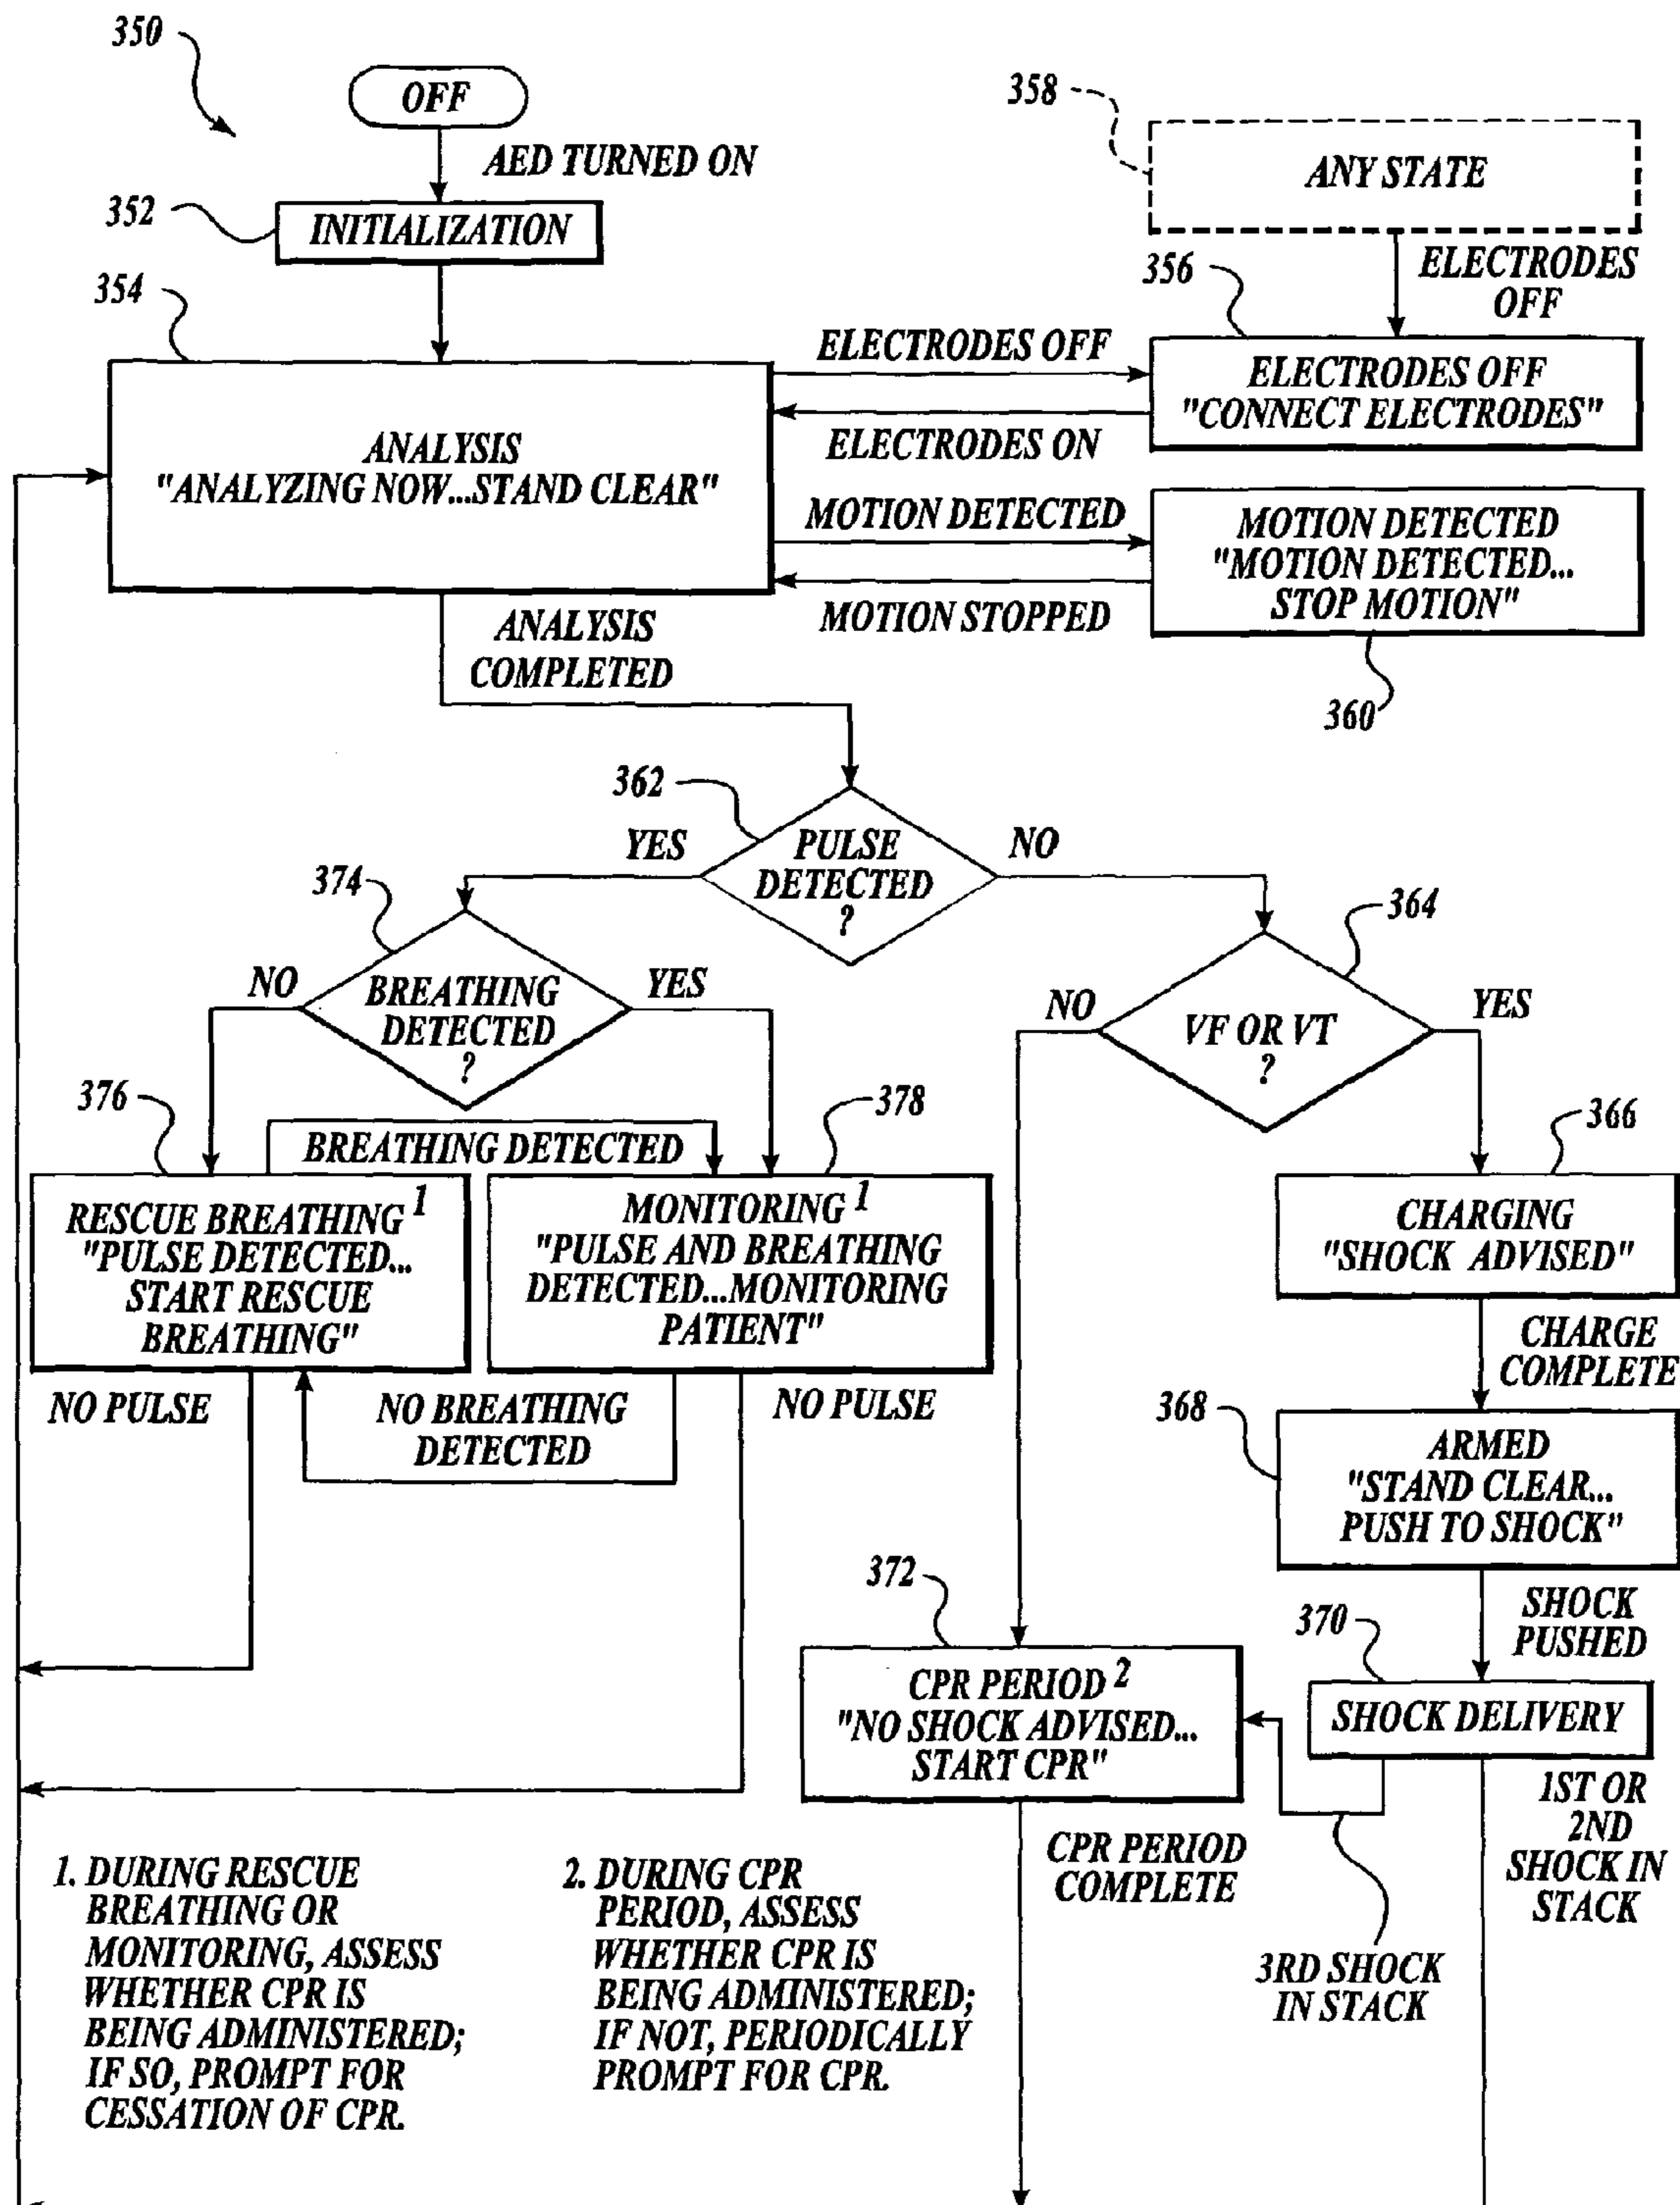 350
OFF
AED TURNED ON
352
INITIALIZATION
358
ANY STATE
ELECTRODES
OFF
354
356
ELECTRODES OFF
ELECTRODES OFF
"CONNECT ELECTRODES"
ELECTRODES ON
ANALYSIS
"ANALYZING NOW...STAND CLEAR"
MOTION DETECTED
MOTION DETECTED
"MOTION DETECTED...
STOP MOTION"
MOTION STOPPED
360
ANALYSIS
COMPLETED
362
YES
PULSE
DETECTED
?
NO
374
NO
BREATHING
DETECTED
?
YES
364
NO
VF OR VT
?
YES
376
BREATHING DETECTED
378
366
RESCUE BREATHING 1
"PULSE DETECTED...
START RESCUE
BREATHING"
MONITORING 1
"PULSE AND BREATHING
DETECTED...MONITORING
PATIENT"
CHARGING
"SHOCK ADVISED"
CHARGE
COMPLETE
NO PULSE
NO BREATHING
DETECTED
NO PULSE
368
ARMED
"STAND CLEAR...
PUSH TO SHOCK"
SHOCK
PUSHED
372
370
CPR PERIOD 2
"NO SHOCK ADVISED...
START CPR"
SHOCK DELIVERY
1ST OR
2ND
SHOCK IN
STACK
CPR PERIOD
COMPLETE
3RD SHOCK
IN STACK
1. DURING RESCUE
BREATHING OR
MONITORING, ASSESS
WHETHER CPR IS
BEING ADMINISTERED;
IF SO, PROMPT FOR
CESSATION OF CPR.
2. DURING CPR
PERIOD, ASSESS
WHETHER CPR IS
BEING ADMINISTERED;
IF NOT, PERIODICALLY
PROMPT FOR CPR.